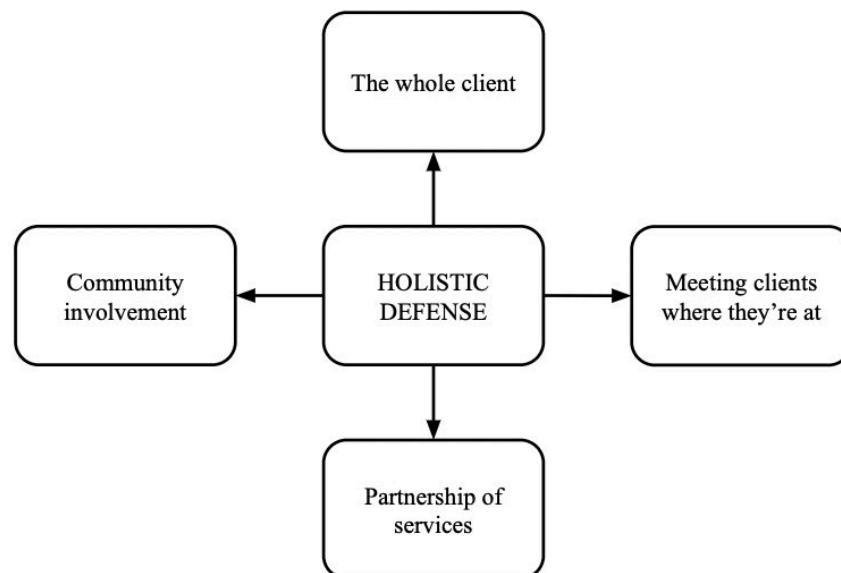 The whole client
Community
involvement
HOLISTIC
DEFENSE
Meeting clients
where they’re at
Partnership of
services